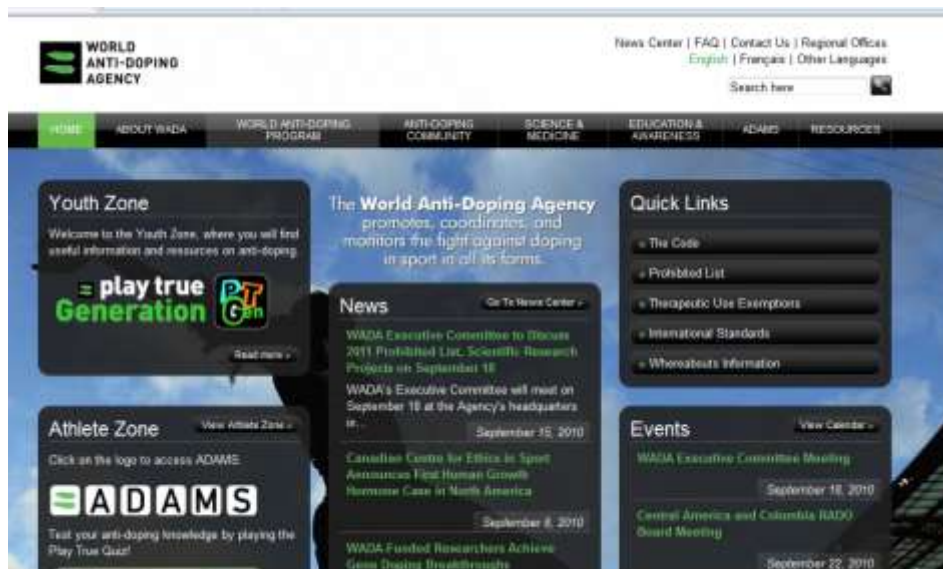 WORLD
ANTI-DOPING
AGENCY
News Center | FAQ | Contact Us | Regional Offices
English | Français | Other Languages
Search here
HOME
ABOUT WADA
WORLD ANTI-DOPING
PROGRAM
ANTI-DOPING
COMMUNITY
SCIENCE &
MEDICINE
EDUCATION &
AWARENESS
ADAMS
RESOURCES
Youth Zone
Welcome to the Youth Zone, where you will find
useful information and resources on anti-doping.
play true
Generation
PT
Gen
Read more »
Athlete Zone
View Athlete Zone »
Click on the logo to access ADAMS.
ADAMS
Test your anti-doping knowledge by playing the
Play True Quiz!
The World Anti-Doping Agency
promotes, coordinates, and
monitors the fight against doping
in sport in all its forms.
News
Go To News Center »
WADA Executive Committee to Discuss
2011 Prohibited List, Scientific Research
Projects on September 18
WADA's Executive Committee will meet on
September 18 at the Agency's headquarters
in...
September 15, 2010
Canadian Centre for Ethics in Sport
Announces First Human Growth
Hormone Case in North America
September 8, 2010
WADA Funded Researchers Achieve
Gene Doping Breakthroughs
Quick Links
» The Code
» Prohibited List
» Therapeutic Use Exemptions
» International Standards
» Whereabouts Information
Events
View Calendar »
WADA Executive Committee Meeting
September 18, 2010
Central America and Colombia RADO
Board Meeting
September 22, 2010